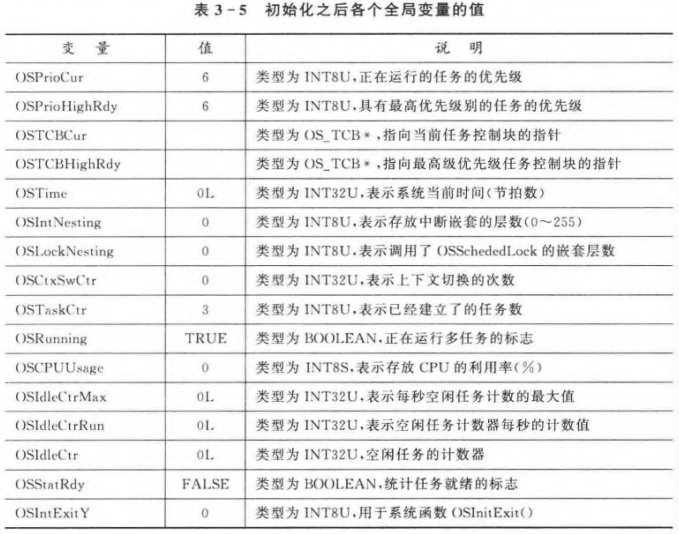 表 3-5 初始化之后各个全局变量的值
变 量 值 说 明
OSPrioCur 6 类型为 INT8U,正在运行的任务的优先级
OSPrioHighRdy 6 类型为 INT8U,具有最高优先级别的任务的优先级
OSTCBCur 类型为 OS_TCB*,指向当前任务控制块的指针
OSTCBHighRdy 类型为 OS_TCB*,指向最高级优先级任务控制块的指针
OSTime 0L 类型为 INT32U,表示系统当前时间(节拍数)
OSIntNesting 0 类型为 INT8U,表示存放中断嵌套的层数(0~255)
OSLockNesting 0 类型为 INT8U,表示调用了 OSSchededLock 的嵌套层数
OSCtxSwCtr 0 类型为 INT32U,表示上下文切换的次数
OSTaskCtr 3 类型为 INT8U,表示已经建立了的任务数
OSRunning TRUE 类型为 BOOLEAN,正在运行多任务的标志
OSCPUUsage 0 类型为 INT8S,表示存放 CPU 的利用率(%)
OSIdleCtrMax 0L 类型为 INT32U,表示每秒空闲任务计数的最大值
OSIdleCtrRun 0L 类型为 INT32U,表示空闲任务计数器每秒的计数值
OSIdleCtr 0L 类型为 INT32U,空闲任务的计数器
OSStatRdy FALSE 类型为 BOOLEAN,统计任务就绪的标志
OSIntExitY 0 类型为 INT8U,用于系统函数 OSInitExit()